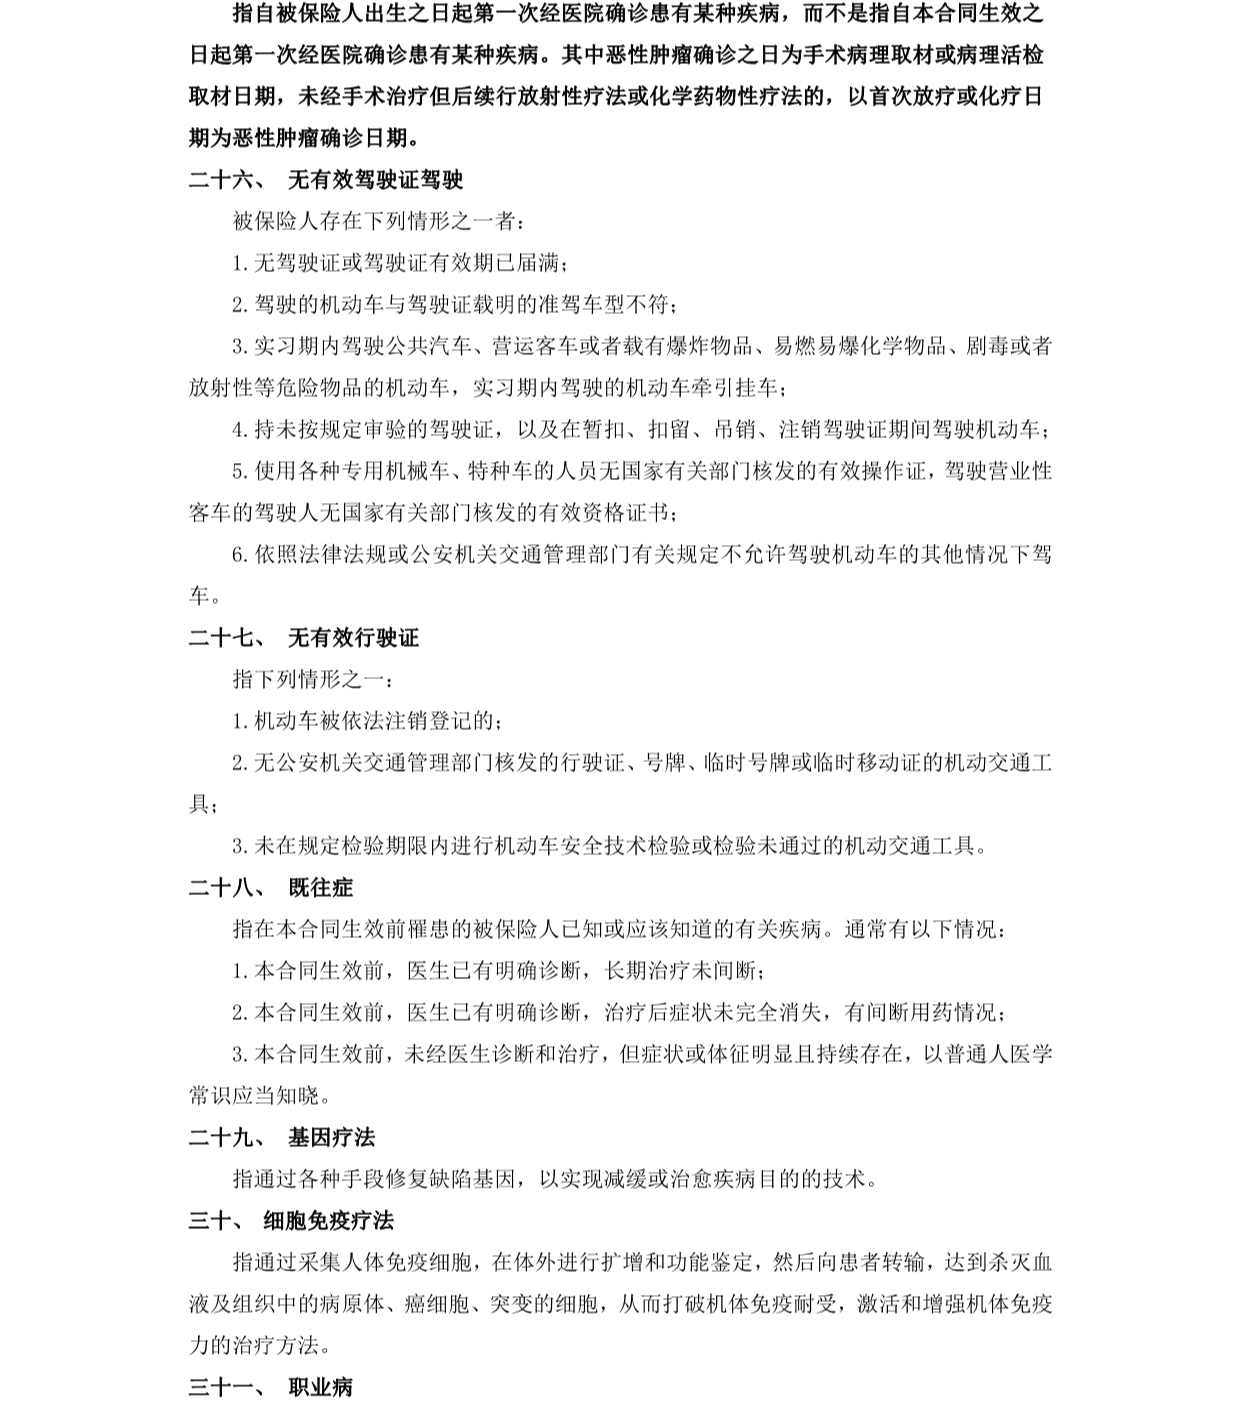 指自被保险人出生之日起第一次经医院确诊患有某种疾病，而不是指自本合同生效之
日起第一次经医院确诊患有某种疾病。其中恶性肿瘤确诊之日为手术病理取材或病理活检
取材日期，未经手术治疗但后续行放射性疗法或化学药物性疗法的，以首次放疗或化疗日
期为恶性肿瘤确诊日期。
二十六、 无有效驾驶证驾驶
被保险人存在下列情形之一者：
1.无驾驶证或驾驶证有效期已届满；
2.驾驶的机动车与驾驶证载明的准驾车型不符；
3.实习期内驾驶公共汽车、营运客车或者载有爆炸物品、易燃易爆化学物品、剧毒或者
放射性等危险物品的机动车，实习期内驾驶的机动车牵引挂车；
4.持未按规定审验的驾驶证，以及在暂扣、扣留、吊销、注销驾驶证期间驾驶机动车；
5.使用各种专用机械车、特种车的人员无国家有关部门核发的有效操作证，驾驶营业性
客车的驾驶人无国家有关部门核发的有效资格证书；
6.依照法律法规或公安机关交通管理部门有关规定不允许驾驶机动车的其他情况下驾
车。
二十七、 无有效行驶证
指下列情形之一：
1.机动车被依法注销登记的；
2.无公安机关交通管理部门核发的行驶证、号牌、临时号牌或临时移动证的机动交通工
具；
3.未在规定检验期限内进行机动车安全技术检验或检验未通过的机动交通工具。
二十八、 既往症
指在本合同生效前罹患的被保险人已知或应该知道的有关疾病。通常有以下情况：
1.本合同生效前，医生已有明确诊断，长期治疗未间断；
2.本合同生效前，医生已有明确诊断，治疗后症状未完全消失，有间断用药情况；
3.本合同生效前，未经医生诊断和治疗，但症状或体征明显且持续存在，以普通人医学
常识应当知晓。
二十九、 基因疗法
指通过各种手段修复缺陷基因，以实现减缓或治愈疾病目的的技术。
三十、 细胞免疫疗法
指通过采集人体免疫细胞，在体外进行扩增和功能鉴定，然后向患者转输，达到杀灭血
液及组织中的病原体、癌细胞、突变的细胞，从而打破机体免疫耐受，激活和增强机体免疫
力的治疗方法。
三十一、 职业病